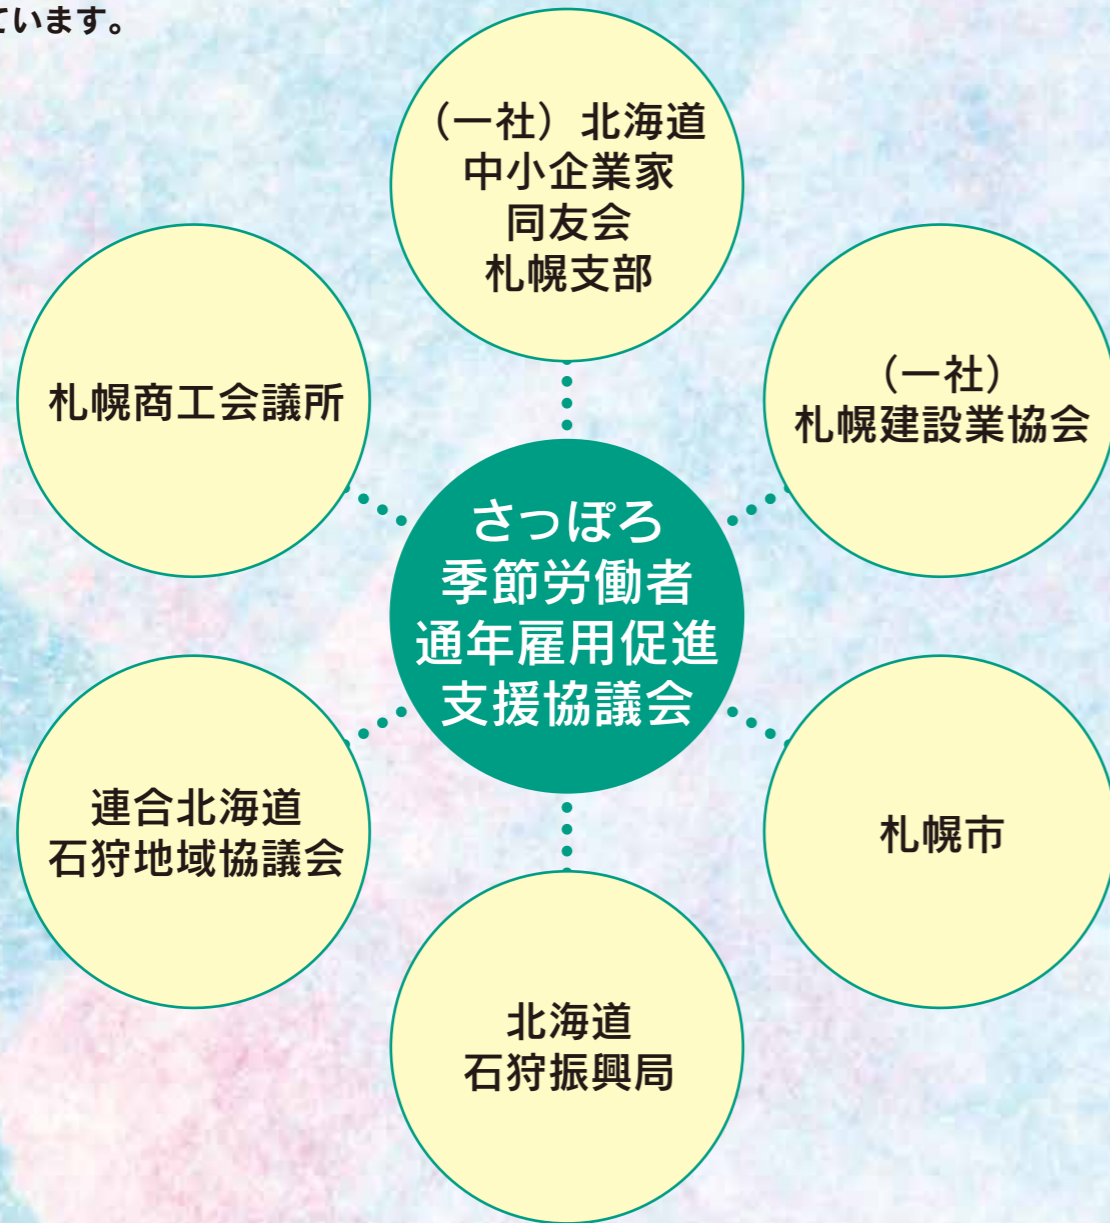 ています。
（一社）北海道
中小企業家
同友会
札幌支部
札幌商工会議所
（一社）
札幌建設業協会
さっぽろ
季節労働者
通年雇用促進
支援協議会
連合北海道
石狩地域協議会
札幌市
北海道
石狩振興局